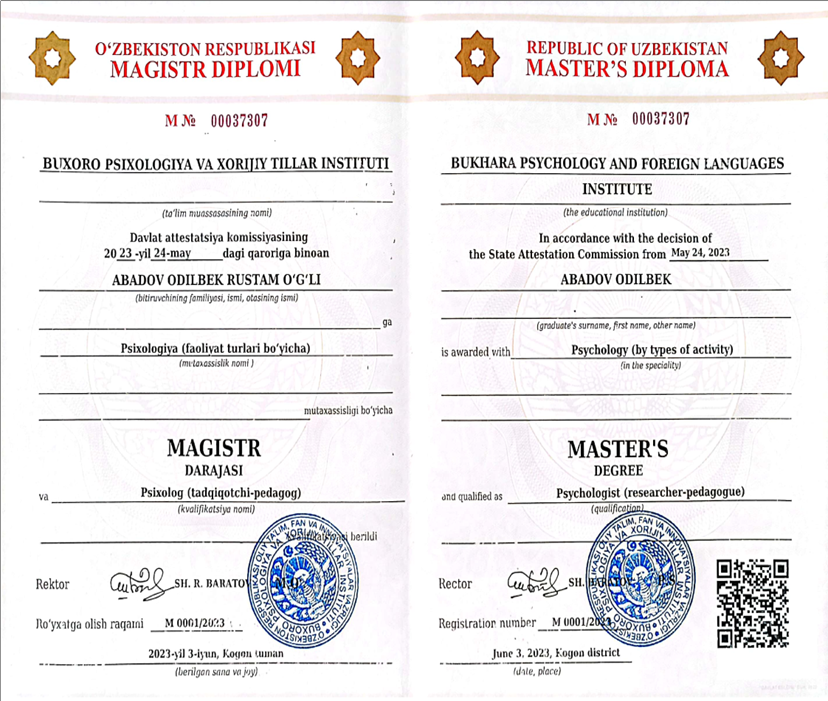 O‘ZBEKISTON RESPUBLIKASI
MAGISTR DIPLOMI
M № 00037307
BUXORO PSIXOLOGIYA VA XORIJIY TILLAR INSTITUTI
(ta’lim muassasasining nomi)
Davlat attestatsiya komissiyasining
20 23 -yil 24-may dagi qaroriga binoan
ABADOV ODILBEK RUSTAM O‘G‘LI
(bitiruvchining familiyasi, ismi, otasining ismi)
ga
Psixologiya (faoliyat turlari bo‘yicha)
(mutaxassislik nomi )
mutaxassisligi bo‘yicha
MAGISTR
DARAJASI
va Psixolog (tadqiqotchi-pedagog)
(kvalifikatsiya nomi)
berildi
Rektor SH. R. BARATOV
Ro‘yxatga olish raqami M 0001/2023
2023-yil 3-iyun, Kogon tuman
(berilgan sana va joy)
REPUBLIC OF UZBEKISTAN
MASTER’S DIPLOMA
M № 00037307
BUKHARA PSYCHOLOGY AND FOREIGN LANGUAGES
INSTITUTE
(the educational institution)
In accordance with the decision of
the State Attestation Commission from May 24, 2023
ABADOV ODILBEK
(graduate's surname, first name, other name)
is awarded with Psychology (by types of activity)
(in the speciality)
MASTER'S
DEGREE
and qualified as Psychologist (researcher-pedagogue)
(qualification)
Rector SH. BARATOV
Registration number M 0001/2023
June 3, 2023, Kogon district
(date, place)